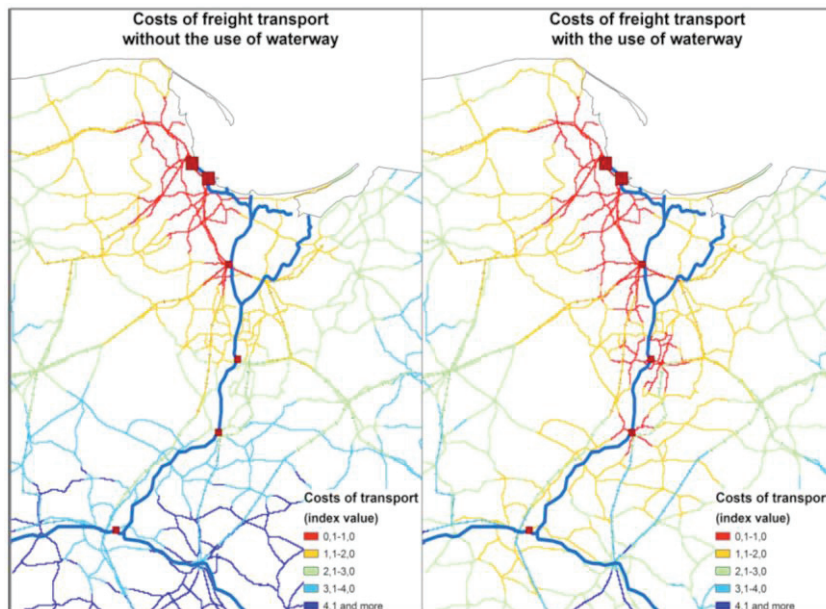 Costs of freight transport
without the use of waterway
Costs of freight transport
with the use of waterway
Costs of transport
(index value)
0,1-1,0
1,1-2,0
2,1-3,0
3,1-4,0
4.1 and more
Costs of transport
(index value)
0,1-1,0
1,1-2,0
2,1-3,0
3,1-4,0
4.1 and more